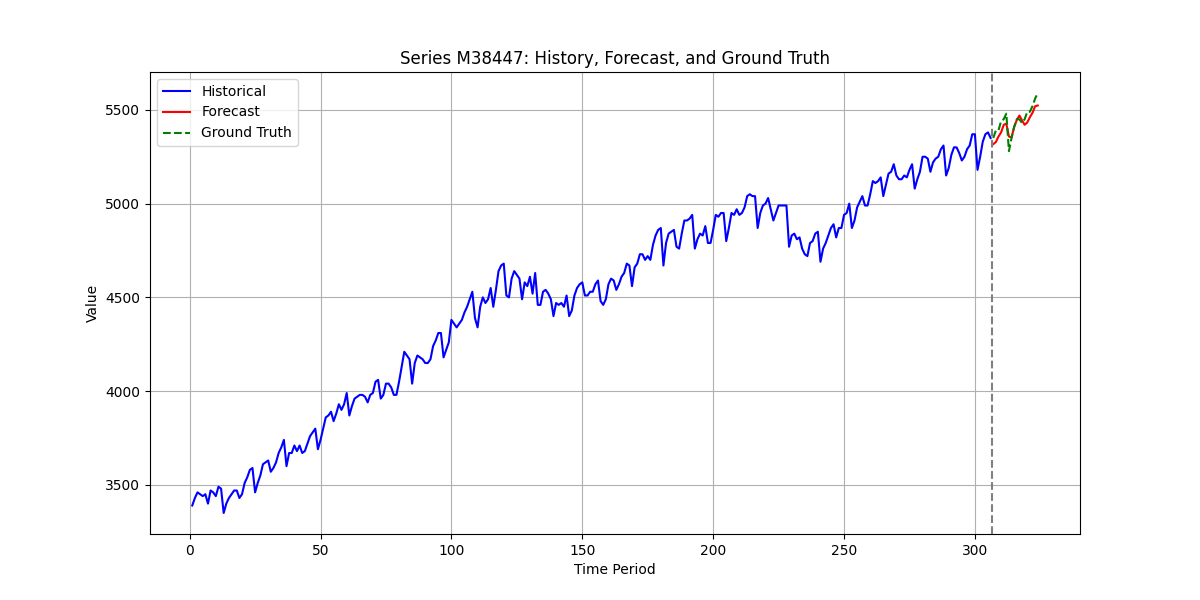 Series M38447: History, Forecast, and Ground Truth
Historical
Forecast
Ground Truth
5500
5000
4500
4000
3500
Value
0 50 100 150 200 250 300
Time Period